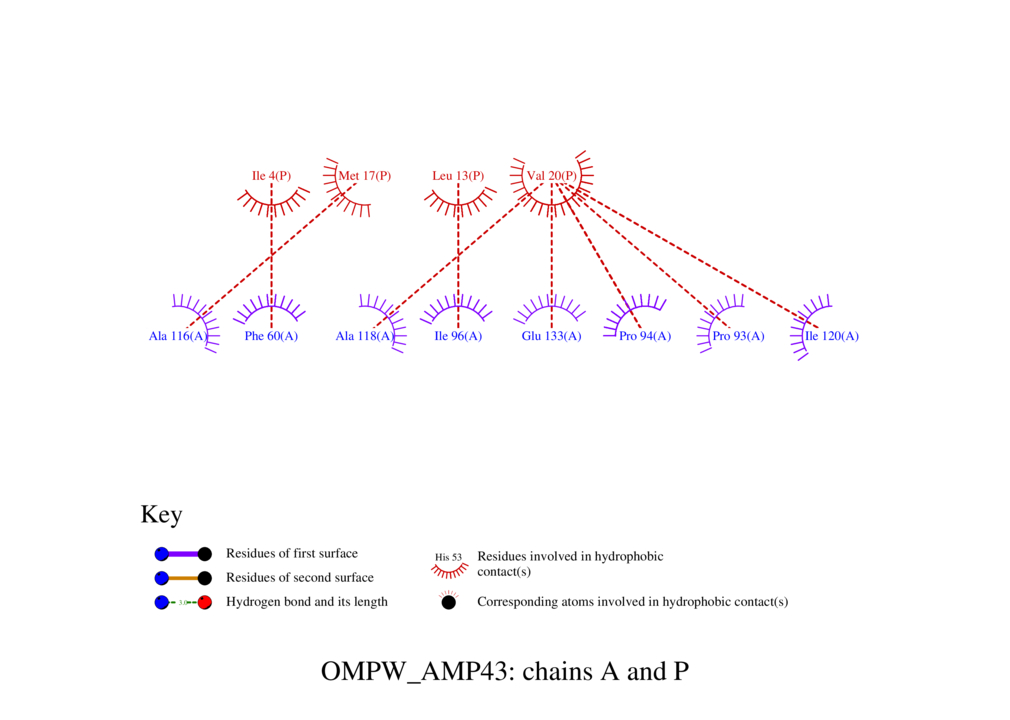 Ile 4(P) Met 17(P) Leu 13(P) Val 20(P)
Ala 116(A) Phe 60(A) Ala 118(A) Ile 96(A) Glu 133(A) Pro 94(A) Pro 93(A) Ile 120(A)
Key
Residues of first surface
Residues of second surface
3.0 Hydrogen bond and its length
His 53 Residues involved in hydrophobic
contact(s)
Corresponding atoms involved in hydrophobic contact(s)
OMPW_AMP43: chains A and P